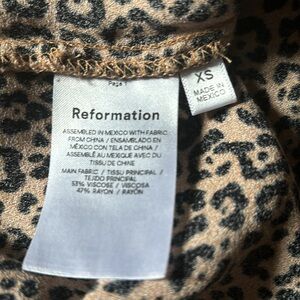 Page 1
Reformation
ASSEMBLED IN MEXICO WITH FABRIC
FROM CHINA / ENSAMBLADO EN
MÉXICO CON TELA DE CHINA /
ASSEMBLÉ AU MEXIQUE AVEC DU
TISSU DE CHINE
MAIN FABRIC / TISSU PRINCIPAL /
TEJIDO PRINCIPAL
53% VISCOSE / VISCOSA
47% RAYON / RAYÓN
XS
MADE IN
MEXICO